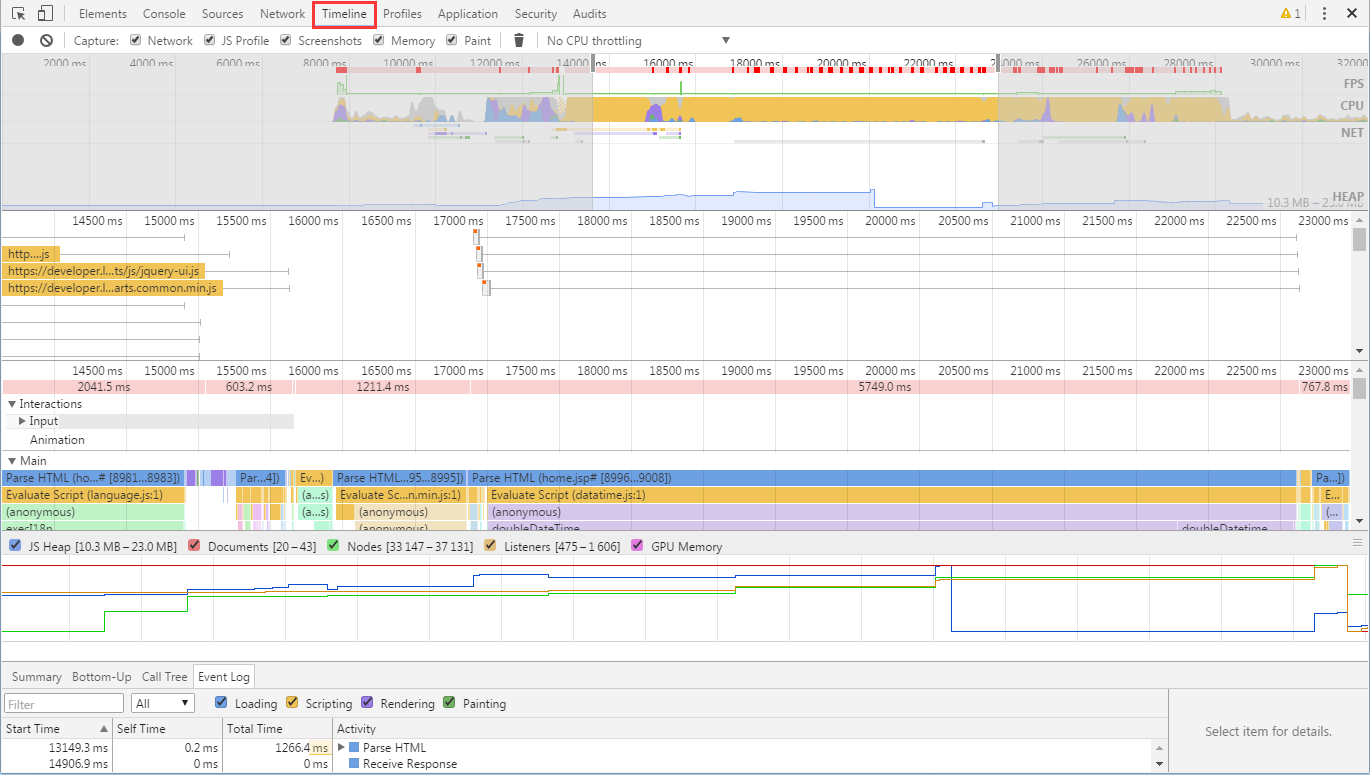 Elements Console Sources Network Timeline Profiles Application Security Audits 1
Capture: Network JS Profile Screenshots Memory Paint No CPU throttling
2000 ms 4000 ms 6000 ms 8000 ms 10000 ms 12000 ms 14000 ms 16000 ms 18000 ms 20000 ms 22000 ms 24000 ms 26000 ms 28000 ms 30000 ms 32000
FPS
CPU
NET
HEAP
10.3 MB – 23.0 MB
14500 ms 15000 ms 15500 ms 16000 ms 16500 ms 17000 ms 17500 ms 18000 ms 18500 ms 19000 ms 19500 ms 20000 ms 20500 ms 21000 ms 21500 ms 22000 ms 22500 ms 23000 ms
http....js
https://developer.l...ts/js/jquery-ui.js
https://developer.l...arts.common.min.js
14500 ms 15000 ms 15500 ms 16000 ms 16500 ms 17000 ms 17500 ms 18000 ms 18500 ms 19000 ms 19500 ms 20000 ms 20500 ms 21000 ms 21500 ms 22000 ms 22500 ms 23000 ms
2041.5 ms 603.2 ms 1211.4 ms 5749.0 ms 767.8 ms
Interactions
Input
Animation
Main
Parse HTML (ho...# [8981...8983]) Par...4]) Ev...) Parse HTML...95...8995]) Parse HTML (home.jsp# [8996...9008]) Pa...])
Evaluate Script (language.js:1) (a...s) Evaluate Sc...n.min.js:1) Evaluate Script (datatime.js:1) E...
(anonymous) (a...s) (anonymous) (anonymous) (...
execI18n (anonymous) doubleDateTime doubleDatetime
JS Heap [10.3 MB – 23.0 MB] Documents [20 – 43] Nodes [33 147 – 37 131] Listeners [475 – 1 606] GPU Memory
Summary Bottom-Up Call Tree Event Log
Filter All Loading Scripting Rendering Painting
Start Time Self Time Total Time Activity
13149.3 ms 0.2 ms 1266.4 ms Parse HTML
14906.9 ms 0 ms 0 ms Receive Response
Select item for details.